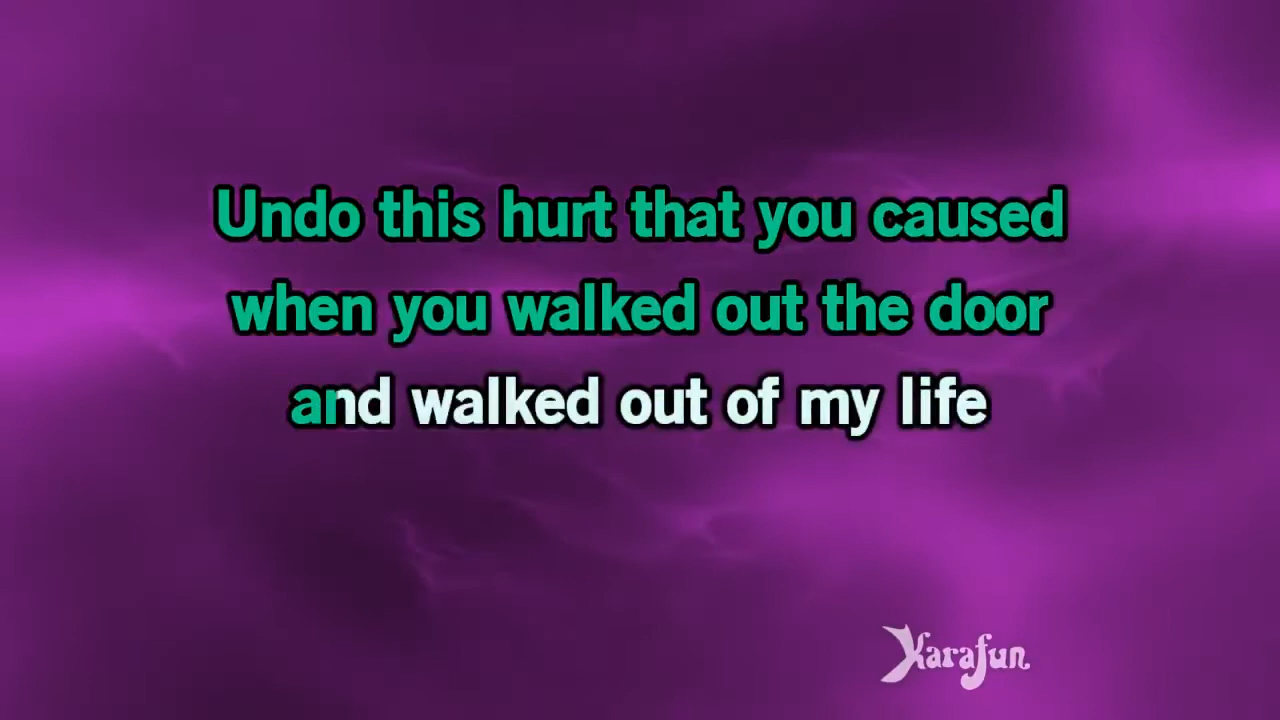 Undo this hurt that you caused
when you walked out the door
and walked out of my life
Karafun